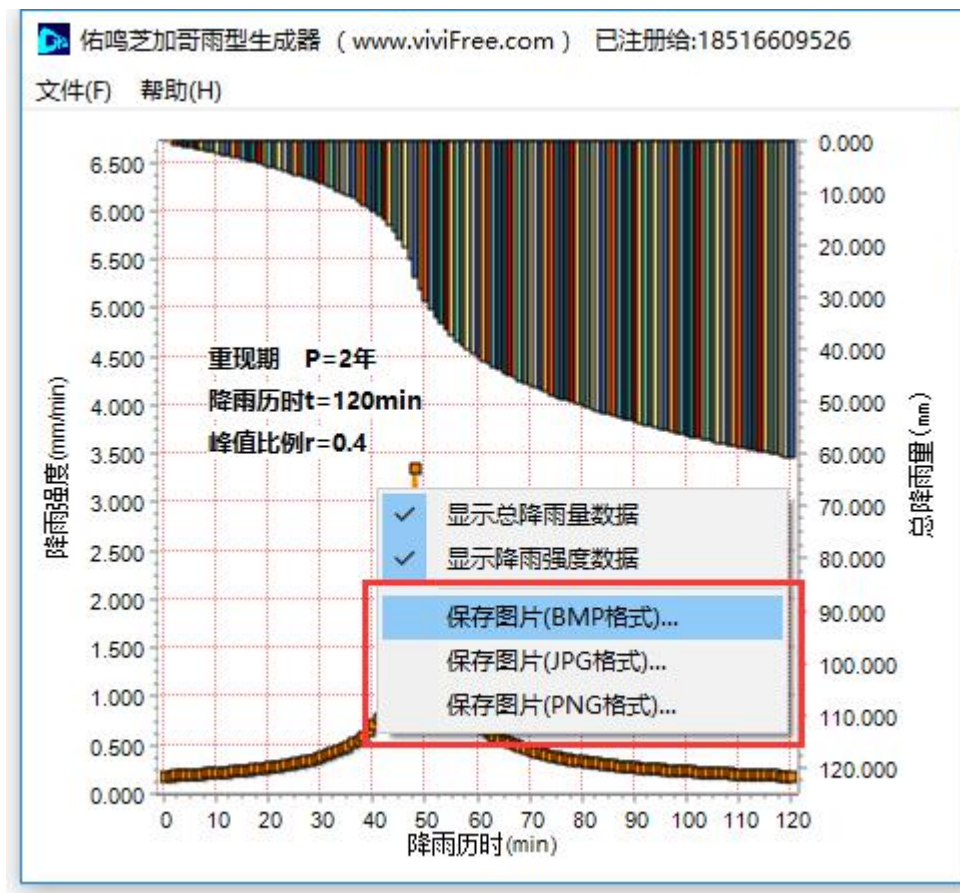 佑鸣芝加哥雨型生成器 （ www.viviFree.com ） 已注册给:18516609526
文件(F) 帮助(H)
6.500
6.000
5.500
5.000
4.500
4.000
3.500
3.000
2.500
2.000
1.500
1.000
0.500
0.000
降雨强度(mm/min)
重现期 P=2年
降雨历时t=120min
峰值比例r=0.4
显示总降雨量数据
显示降雨强度数据
保存图片(BMP格式)...
保存图片(JPG格式)...
保存图片(PNG格式)...
0.000
10.000
20.000
30.000
40.000
50.000
60.000
70.000
80.000
90.000
100.000
110.000
120.000
总降雨量(mm)
0 10 20 30 40 50 60 70 80 90 100 110 120
降雨历时(min)